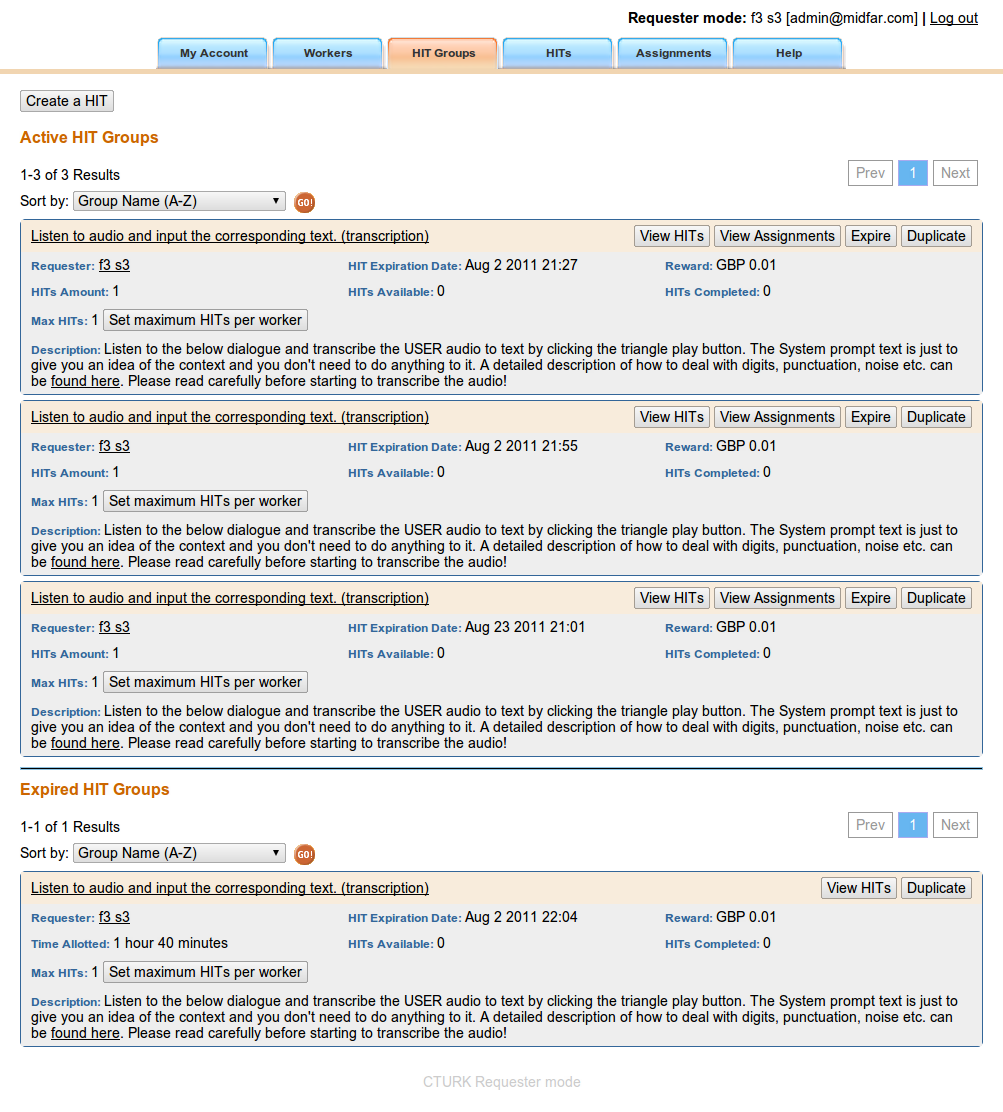 Requester mode: f3 s3 [admin@midfar.com] | Log out
My Account Workers HIT Groups HITs Assignments Help
Create a HIT
Active HIT Groups
1-3 of 3 Results Prev 1 Next
Sort by: Group Name (A-Z) GO!
Listen to audio and input the corresponding text. (transcription) View HITs View Assignments Expire Duplicate
Requester: f3 s3 HIT Expiration Date: Aug 2 2011 21:27 Reward: GBP 0.01
HITs Amount: 1 HITs Available: 0 HITs Completed: 0
Max HITs: 1 Set maximum HITs per worker
Description: Listen to the below dialogue and transcribe the USER audio to text by clicking the triangle play button. The System prompt text is just to
give you an idea of the context and you don't need to do anything to it. A detailed description of how to deal with digits, punctuation, noise etc. can
be found here. Please read carefully before starting to transcribe the audio!
Listen to audio and input the corresponding text. (transcription) View HITs View Assignments Expire Duplicate
Requester: f3 s3 HIT Expiration Date: Aug 2 2011 21:55 Reward: GBP 0.01
HITs Amount: 1 HITs Available: 0 HITs Completed: 0
Max HITs: 1 Set maximum HITs per worker
Description: Listen to the below dialogue and transcribe the USER audio to text by clicking the triangle play button. The System prompt text is just to
give you an idea of the context and you don't need to do anything to it. A detailed description of how to deal with digits, punctuation, noise etc. can
be found here. Please read carefully before starting to transcribe the audio!
Listen to audio and input the corresponding text. (transcription) View HITs View Assignments Expire Duplicate
Requester: f3 s3 HIT Expiration Date: Aug 23 2011 21:01 Reward: GBP 0.01
HITs Amount: 1 HITs Available: 0 HITs Completed: 0
Max HITs: 1 Set maximum HITs per worker
Description: Listen to the below dialogue and transcribe the USER audio to text by clicking the triangle play button. The System prompt text is just to
give you an idea of the context and you don't need to do anything to it. A detailed description of how to deal with digits, punctuation, noise etc. can
be found here. Please read carefully before starting to transcribe the audio!
Expired HIT Groups
1-1 of 1 Results Prev 1 Next
Sort by: Group Name (A-Z) GO!
Listen to audio and input the corresponding text. (transcription) View HITs Duplicate
Requester: f3 s3 HIT Expiration Date: Aug 2 2011 22:04 Reward: GBP 0.01
Time Allotted: 1 hour 40 minutes HITs Available: 0 HITs Completed: 0
Max HITs: 1 Set maximum HITs per worker
Description: Listen to the below dialogue and transcribe the USER audio to text by clicking the triangle play button. The System prompt text is just to
give you an idea of the context and you don't need to do anything to it. A detailed description of how to deal with digits, punctuation, noise etc. can
be found here. Please read carefully before starting to transcribe the audio!
CTURK Requester mode